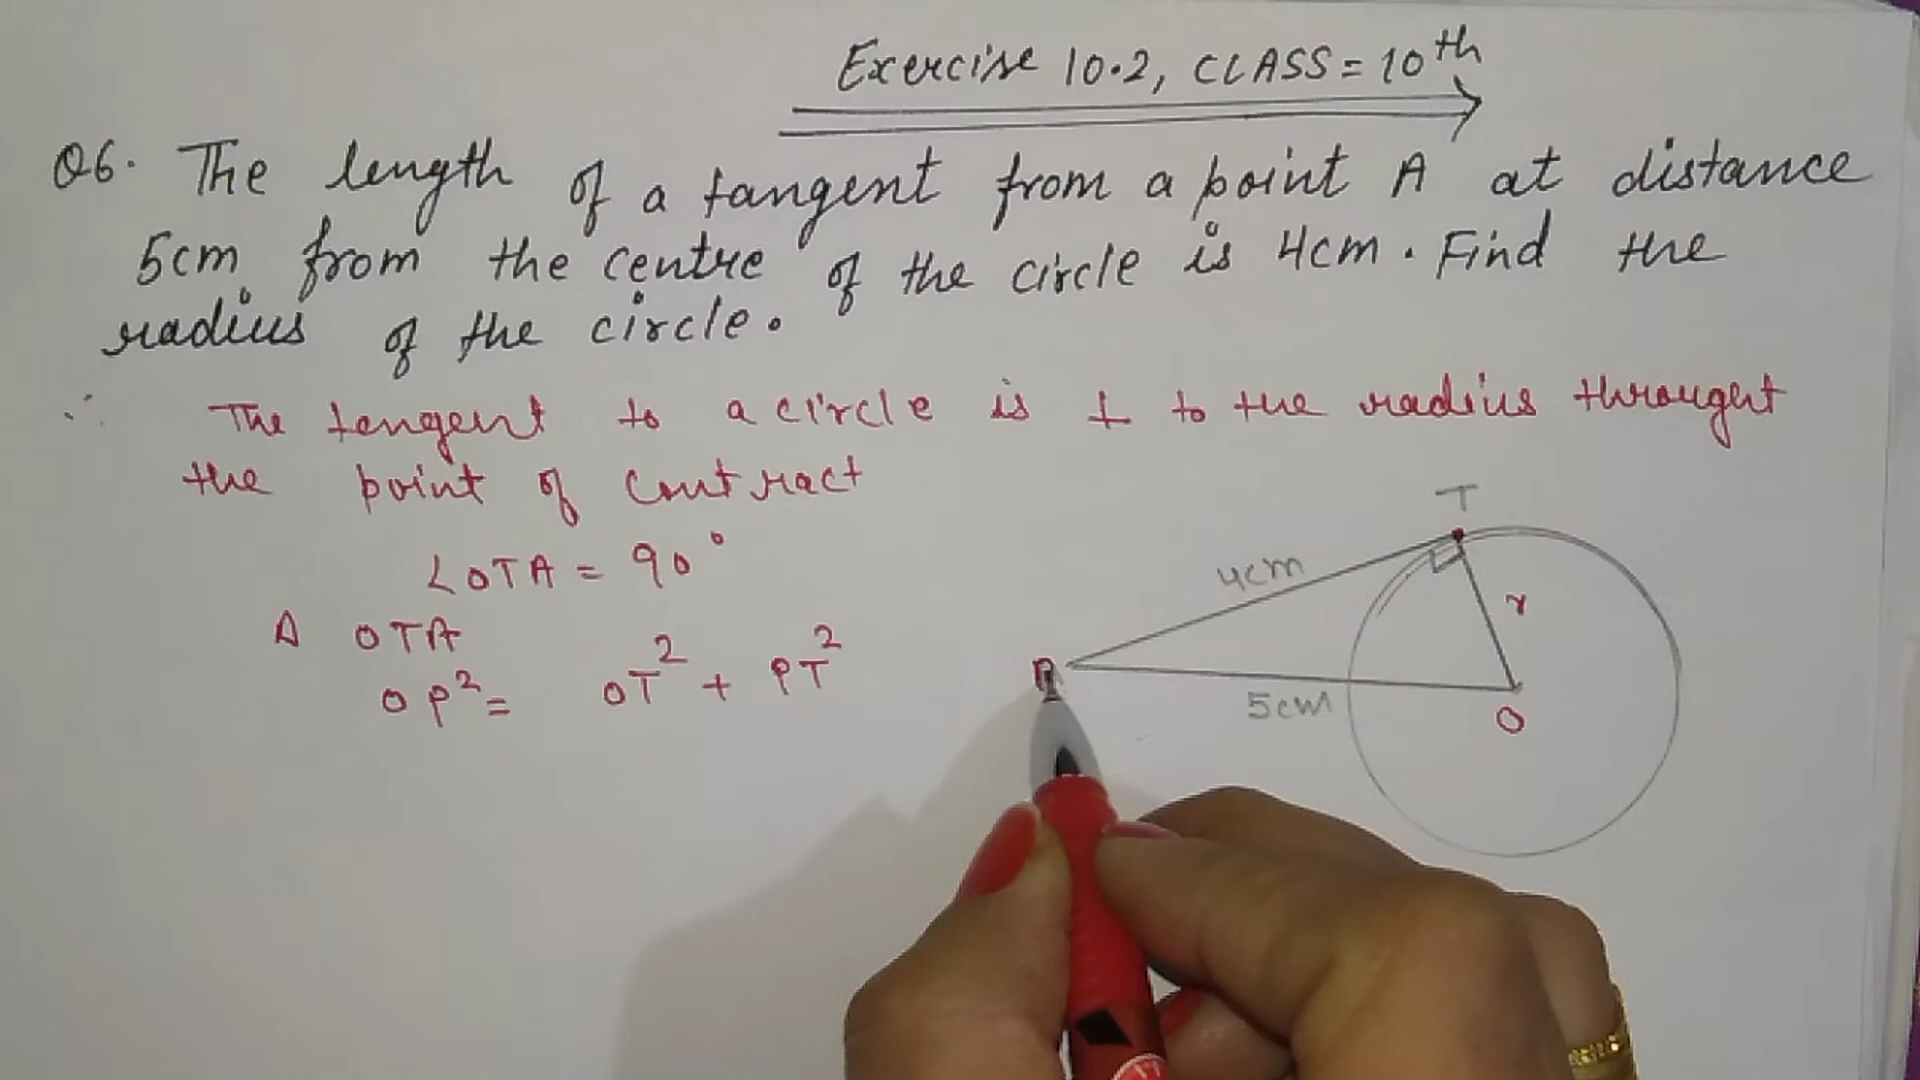 Exercise 10.2, CLASS = 10th
Q6. The length of a tangent from a point A at distance
5cm from the centre of the circle is 4cm. Find the
radius of the circle.
∴ The tengent to a circle is ⊥ to the radius throught
the point of Contract
∠OTA = 90°
Δ OTA
OP² = OT² + PT²
T
4cm
r
5cm
O